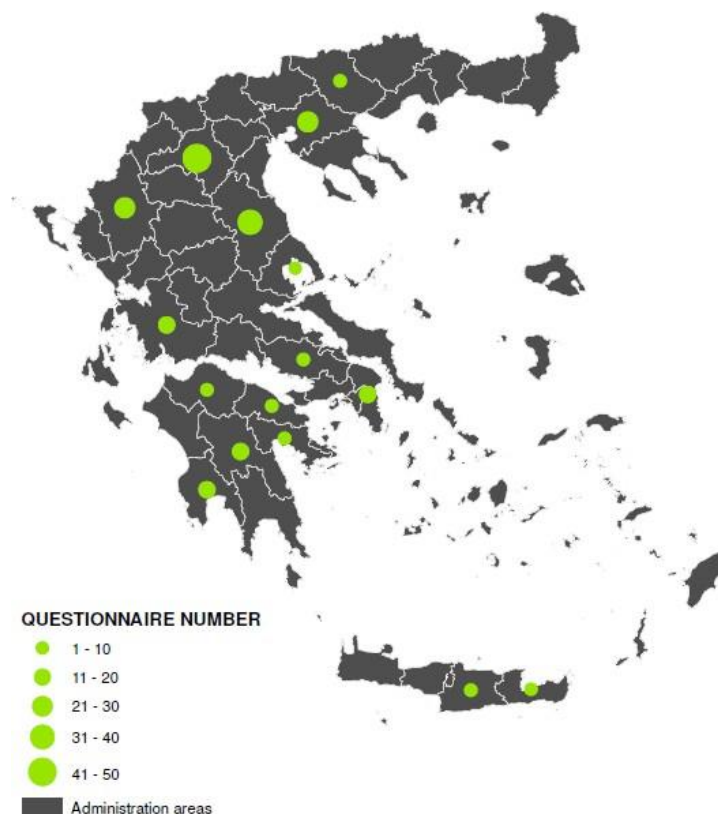 QUESTIONNAIRE NUMBER
1 - 10
11 - 20
21 - 30
31 - 40
41 - 50
Administration areas